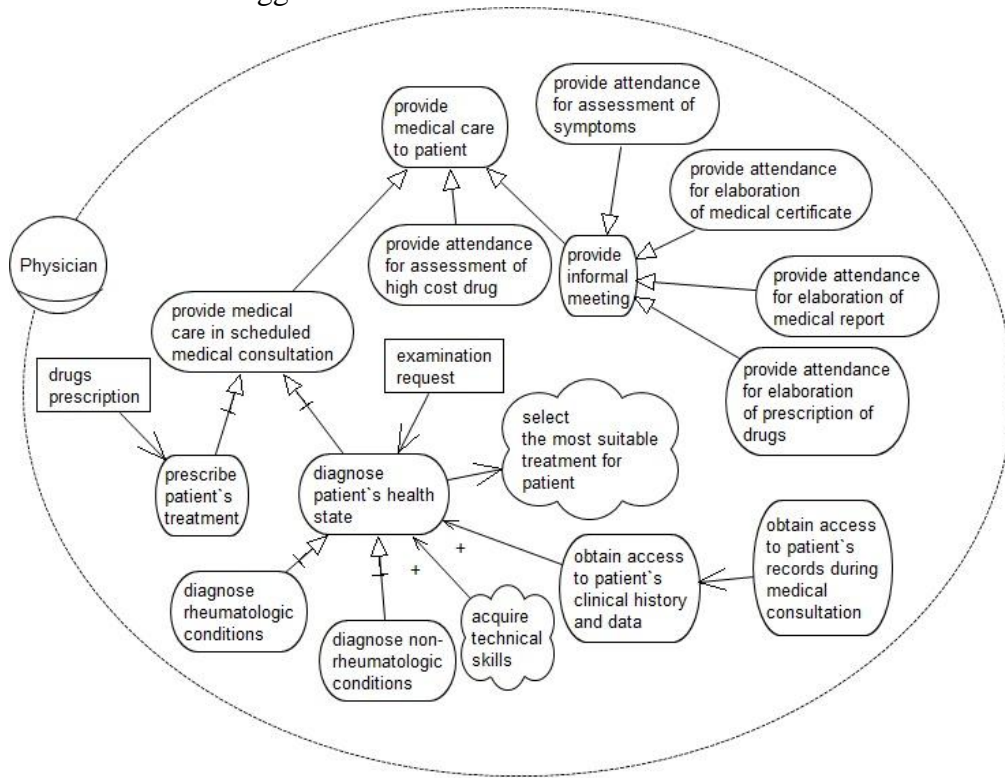 gg
provide
medical care
to patient
provide attendance
for assessment of
symptoms
provide attendance
for elaboration
of medical certificate
Physician
provide attendance
for assessment of
high cost drug
provide
informal
meeting
provide attendance
for elaboration of
medical report
provide medical
care in scheduled
medical consultation
examination
request
drugs
prescription
provide attendance
for elaboration
of prescription of
drugs
select
the most suitable
treatment for
patient
prescribe
patient`s
treatment
diagnose
patient`s health
state
obtain access
to patient`s
records during
medical
consultation
+
obtain access
to patient`s
clinical history
and data
+
diagnose
rheumatologic
conditions
acquire
technical
skills
diagnose non-
rheumatologic
conditions